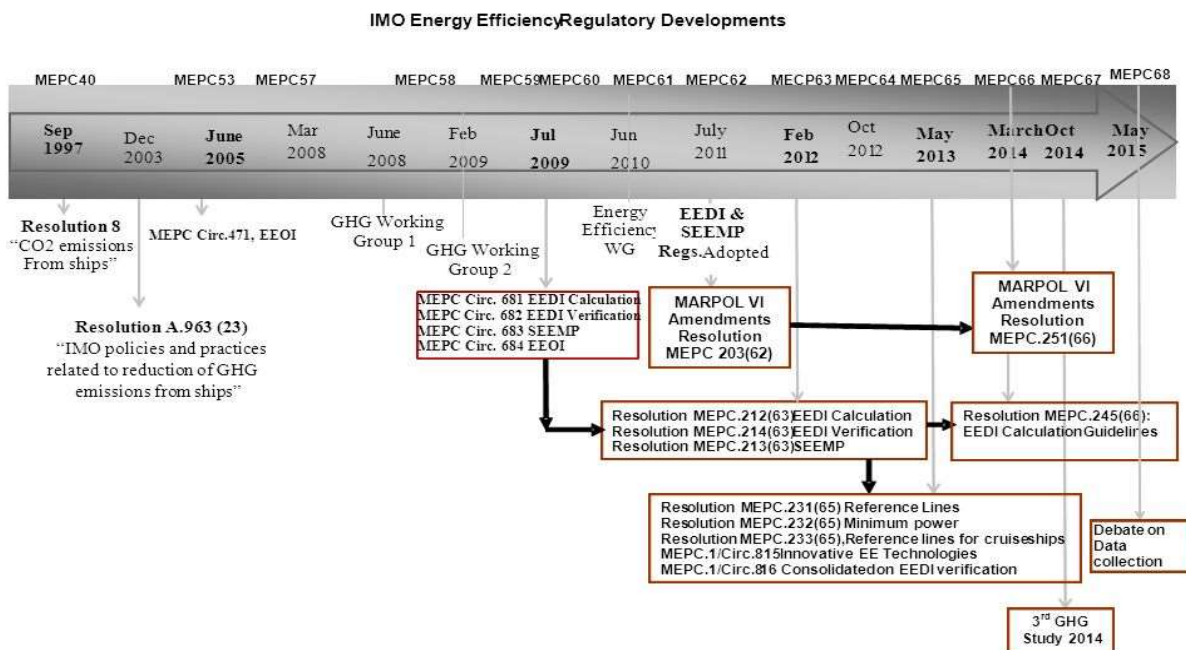 IMO Energy EfficiencyRegulatory Developments
MEPC40 MEPC53 MEPC57 MEPC58 MEPC59 MEPC60 MEPC61 MEPC62 MECP63 MEPC64 MEPC65 MEPC66 MEPC67 MEPC68
Sep
1997
Dec
2003
June
2005
Mar
2008
June
2008
Feb
2009
Jul
2009
Jun
2010
July
2011
Feb
2012
Oct
2012
May
2013
March
2014
Oct
2014
May
2015
Resolution 8
“CO2 emissions
From ships”
MEPC Circ.471, EEOI
GHG Working
Group 1
GHG Working
Group 2
Energy
Efficiency
WG
EEDI &
SEEMP
Regs.Adopted
Resolution A.963 (23)
“IMO policies and practices
related to reduction of GHG
emissions from ships”
MEPC Circ. 681 EEDI Calculation
MEPC Circ. 682 EEDI Verification
MEPC Circ. 683 SEEMP
MEPC Circ. 684 EEOI
MARPOL VI
Amendments
Resolution
MEPC 203(62)
MARPOL VI
Amendments
Resolution
MEPC.251(66)
Resolution MEPC.212(63)EEDI Calculation
Resolution MEPC.214(63)EEDI Verification
Resolution MEPC.213(63)SEEMP
Resolution MEPC.245(66):
EEDI CalculationGuidelines
Resolution MEPC.231(65) Reference Lines
Resolution MEPC.232(65) Minimum power
Resolution MEPC.233(65),Reference lines for cruiseships
MEPC.1/Circ.815Innovative EE Technologies
MEPC.1/Circ.816 Consolidatedon EEDI verification
Debate on
Data
collection
3rd GHG
Study 2014